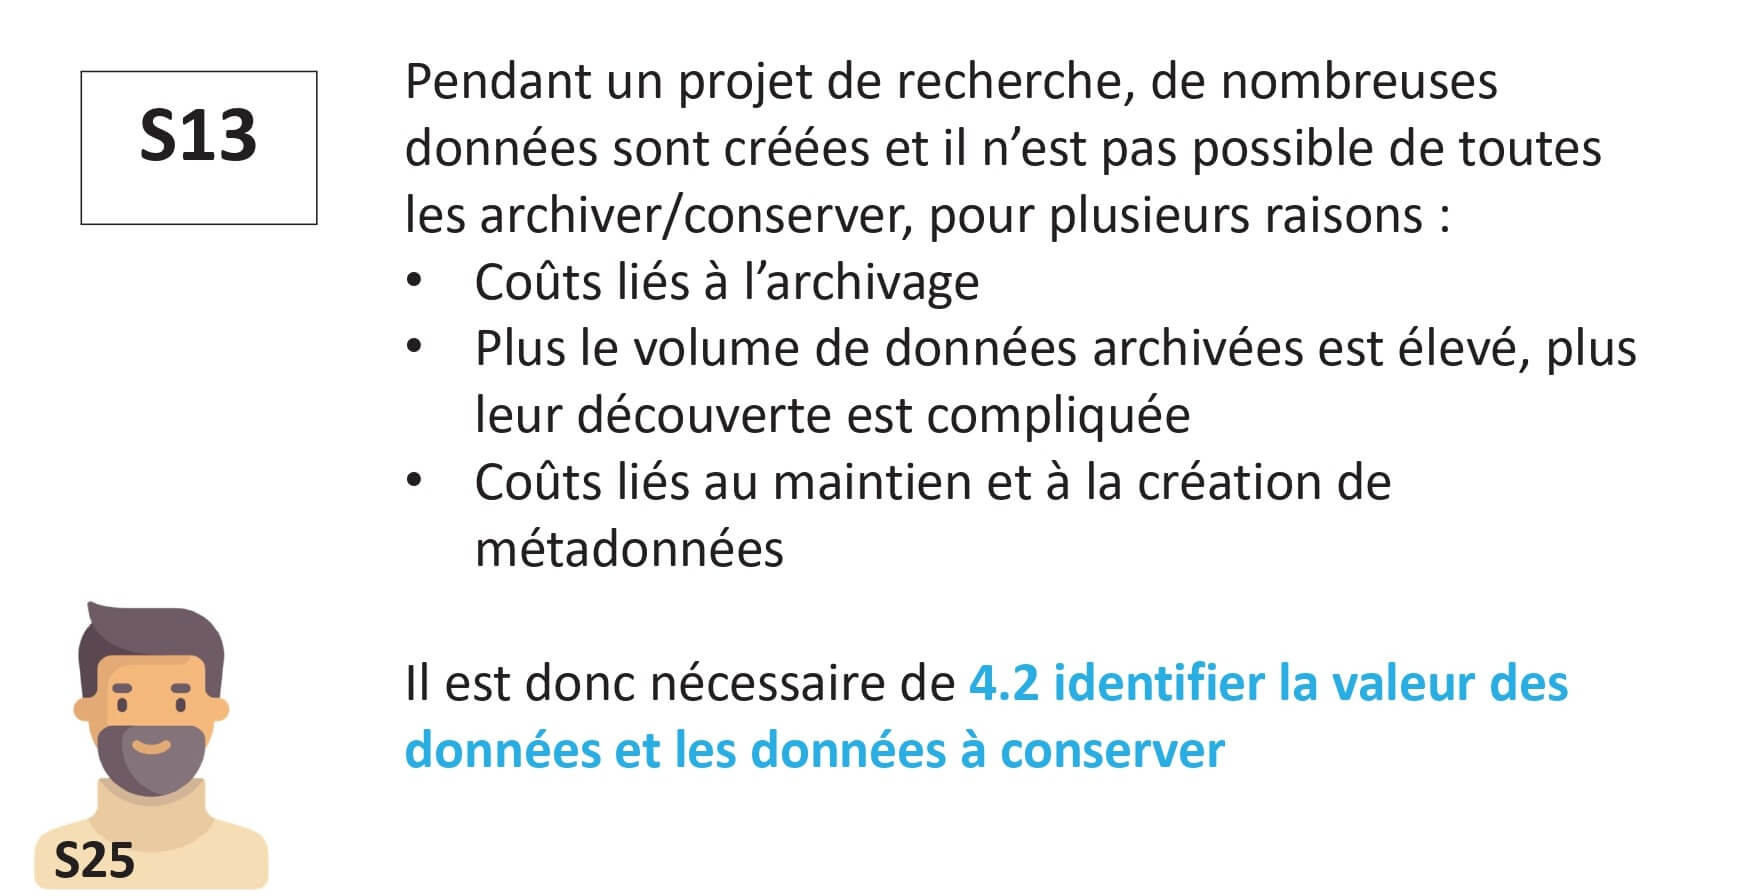 S13
Pendant un projet de recherche, de nombreuses
données sont créées et il n’est pas possible de toutes
les archiver/conserver, pour plusieurs raisons :
• Coûts liés à l’archivage
• Plus le volume de données archivées est élevé, plus
leur découverte est compliquée
• Coûts liés au maintien et à la création de
métadonnées
Il est donc nécessaire de 4.2 identifier la valeur des
données et les données à conserver
S25